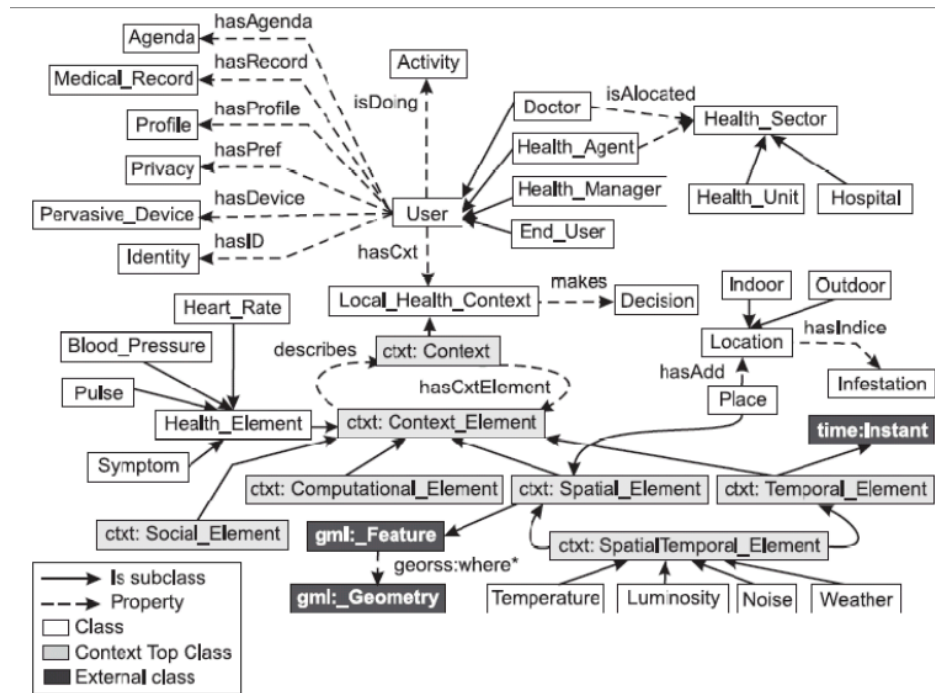 hasAgenda
Agenda
Activity
hasRecord
Medical_Record
isDoing
Doctor
isAlocated
Health_Sector
hasProfile
Profile
Health_Agent
hasPref
Privacy
Health_Manager
Health_Unit
Hospital
hasDevice
Pervasive_Device
User
End_User
hasID
Identity
hasCxt
makes
Indoor
Outdoor
Heart_Rate
Local_Health_Context
Decision
hasIndice
Blood_Pressure
describes
ctxt: Context
Location
hasAdd
Pulse
hasCxtElement
Infestation
Place
Health_Element
ctxt: Context_Element
time:Instant
Symptom
ctxt: Computational_Element
ctxt: Spatial_Element
ctxt: Temporal_Element
ctxt: Social_Element
gml:_Feature
ctxt: SpatialTemporal_Element
georss:where*
Is subclass
Property
gml:_Geometry
Temperature
Luminosity
Noise
Weather
Class
Context Top Class
External class